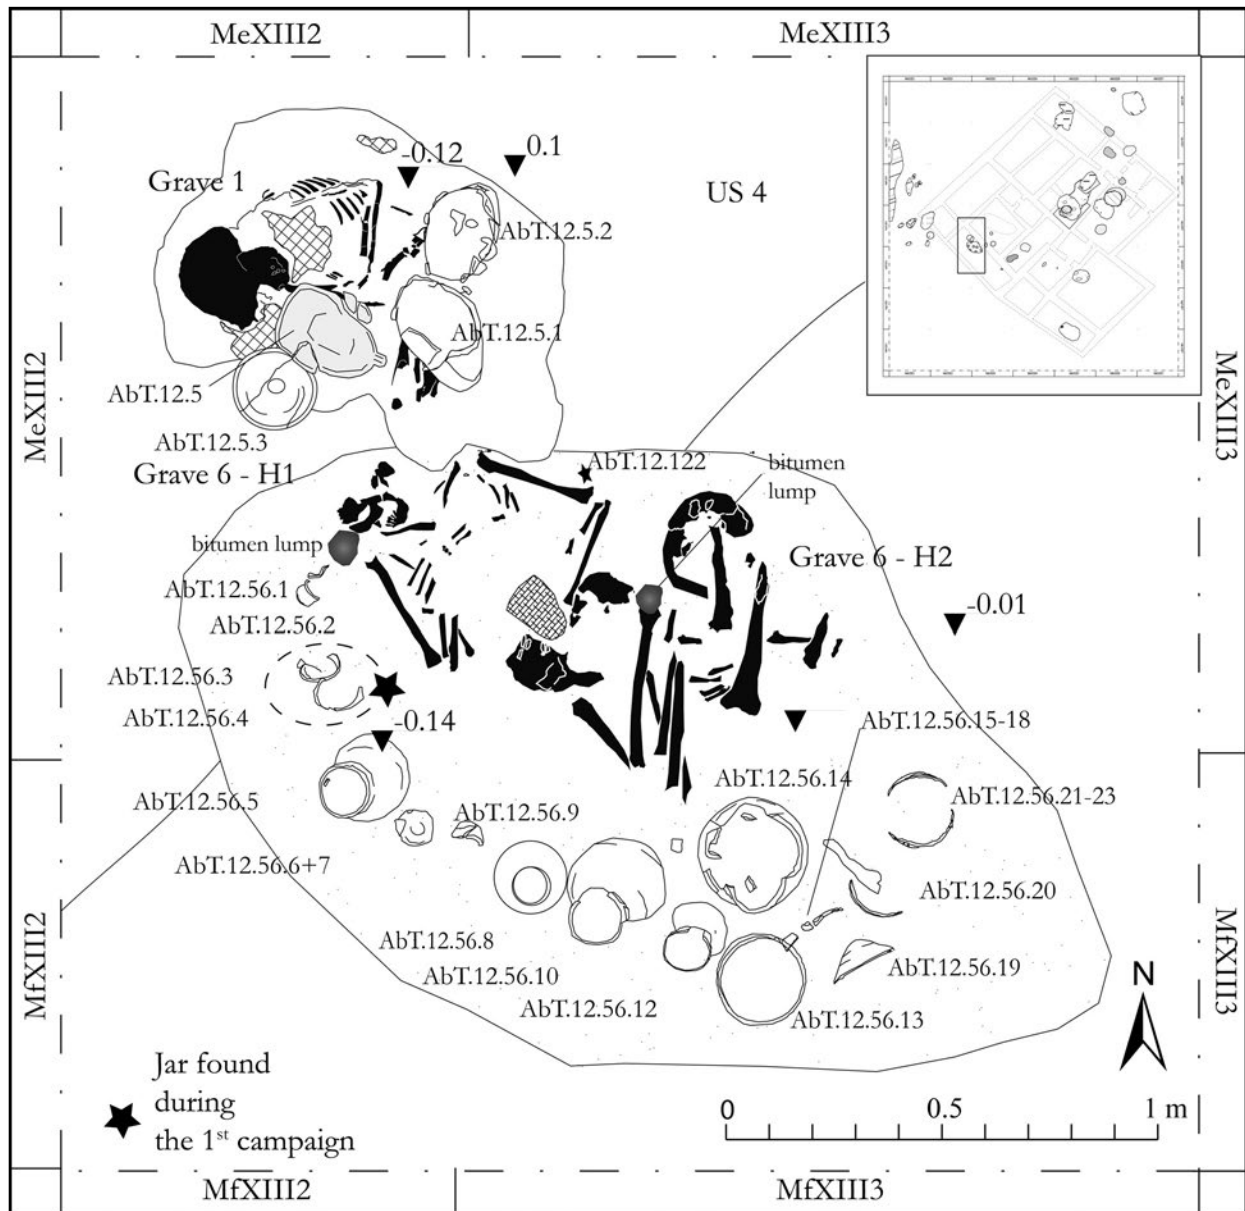 MeXIII2
MeXIII3
-0.12
0.1
Grave 1
US 4
AbT.12.5.2
AbT.12.5.1
MeXIII2
MeXIII3
AbT.12.5
AbT.12.5.3
Grave 6 - H1
AbT.12.122
bitumen
lump
bitumen lump
Grave 6 - H2
AbT.12.56.1
AbT.12.56.2
-0.01
AbT.12.56.3
AbT.12.56.4
-0.14
AbT.12.56.15-18
AbT.12.56.14
AbT.12.56.5
AbT.12.56.9
AbT.12.56.21-23
AbT.12.56.6+7
AbT.12.56.20
MfXIII2
MfXIII3
AbT.12.56.8
AbT.12.56.10
AbT.12.56.12
AbT.12.56.19
AbT.12.56.13
N
Jar found
during
the 1st campaign
0 0.5 1 m
MfXIII2
MfXIII3